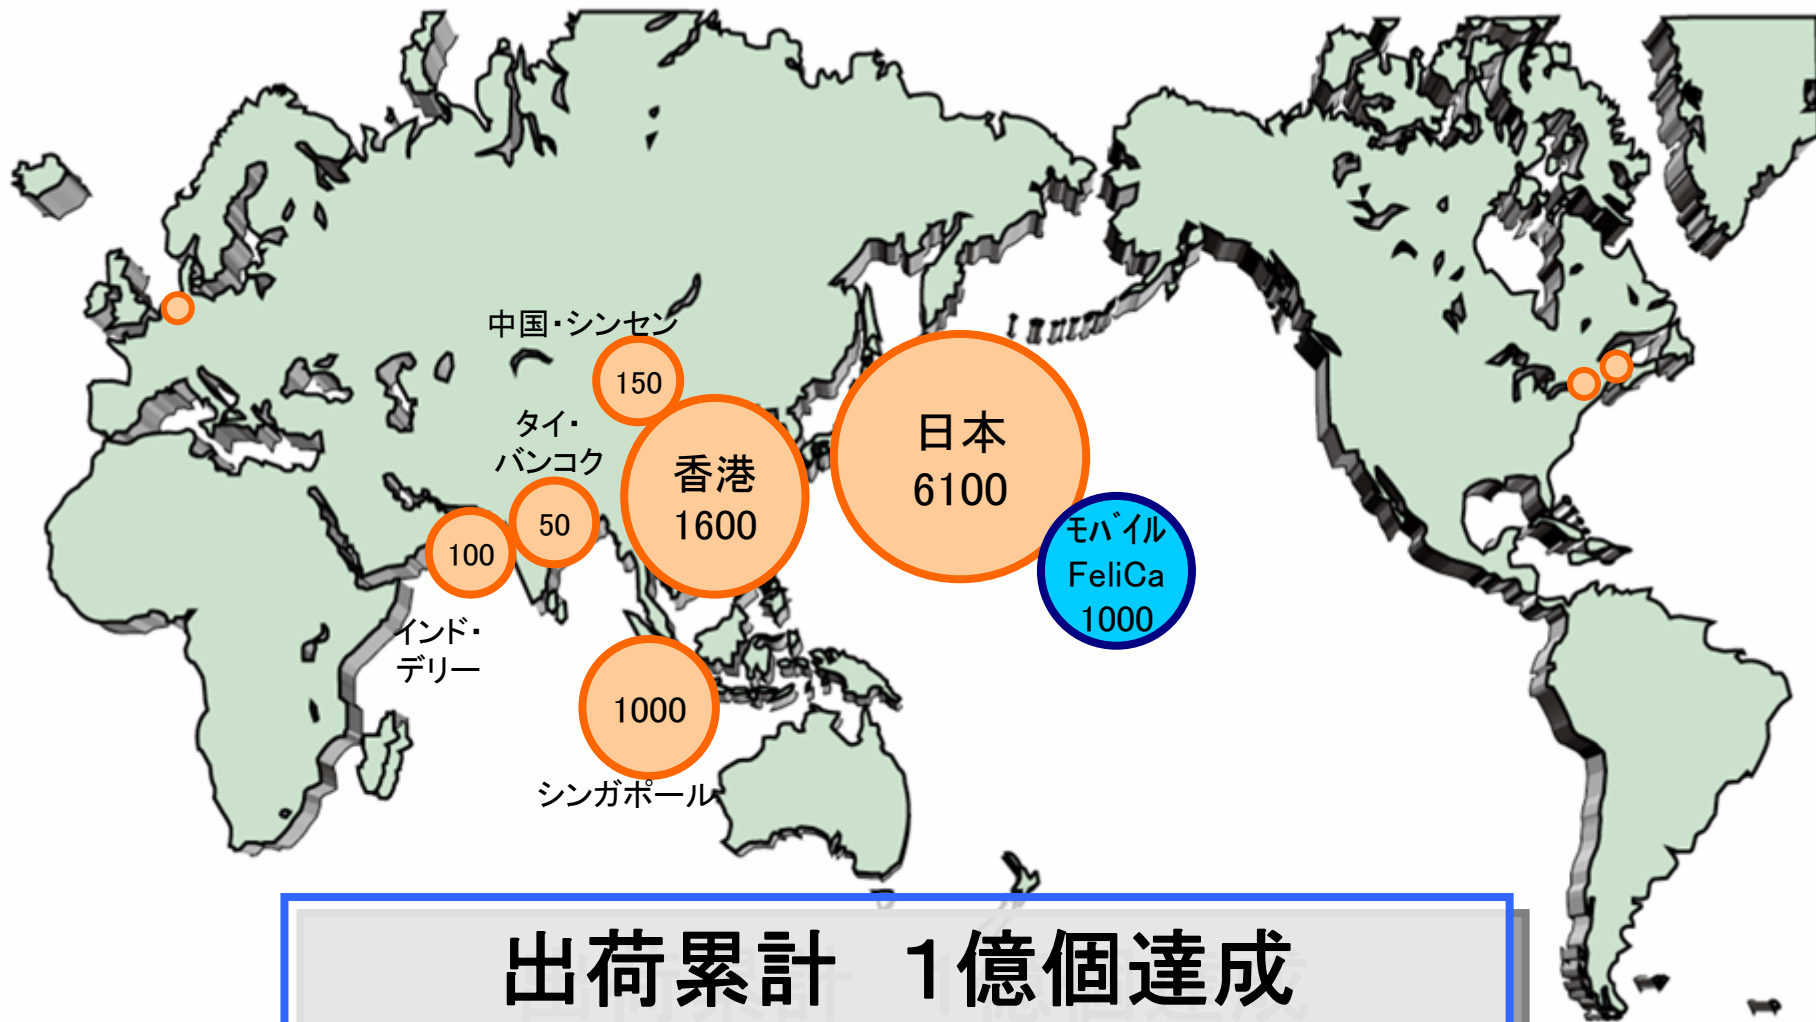 中国・シンセン
150
タイ・
バンコク
50
香港
1600
日本
6100
モバイル
FeliCa
1000
100
インド・
デリー
1000
シンガポール
出荷累計　1億個達成